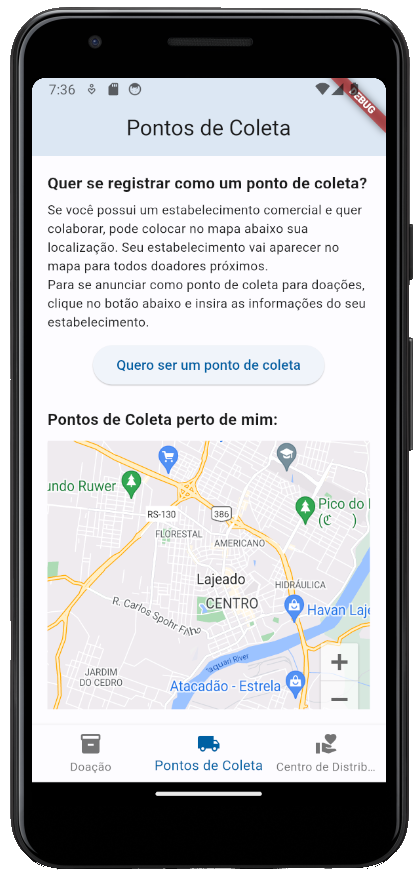 7:36
DEBUG
Pontos de Coleta
Quer se registrar como um ponto de coleta?
Se você possui um estabelecimento comercial e quer
colaborar, pode colocar no mapa abaixo sua
localização. Seu estabelecimento vai aparecer no
mapa para todos doadores próximos.
Para se anunciar como ponto de coleta para doações,
clique no botão abaixo e insira as informações do seu
estabelecimento.
Quero ser um ponto de coleta
Pontos de Coleta perto de mim:
undo Ruwer
RS-130
386
Pico do
FLORESTAL
AMERICANO
Lajeado
HIDRÁULICA
CENTRO
R. Carlos Spohr Filho
Havan Laje
aquari River
JARDIM
DO CEDRO
Atacadão - Estrela
+
−
Doação
Pontos de Coleta
Centro de Distrib...